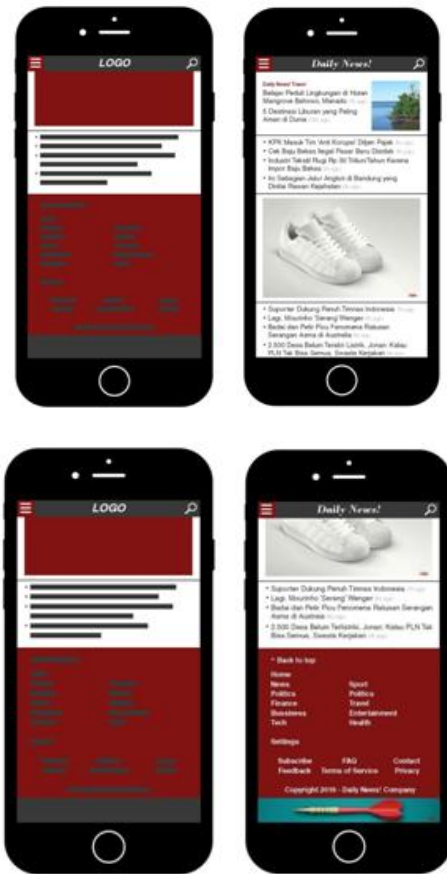 LOGO
Daily News!
Daily News! Travel
Belajar Peduli Lingkungan di Hutan
Mangrove Bahowo, Manado
5 Destinasi Liburan yang Paling
Aman di Dunia
• KPK Masuk Tim Anti Korupsi Ditjen Pajak
• Cek Baju Bekas Ilegal Pasar Baru Disidak
• Industri Tekstil Rugi Rp Triliun/Tahun Karena
Impor Baju Bekas
• Ini Sebagian Jalur Angkot di Bandung yang
Dinilai Rawan Kejahatan
• Suporter Dukung Penuh Timnas Indonesia
• Lagi, Mourinho 'Serang' Wenger
• Badai dan Petir Picu Fenomena Ratusan
Serangan Asma di Australia
• 2.500 Desa Belum Teraliri Listrik, Jonan: Kalau
PLN Tak Bisa Semua, Swasta Kerjakan
LOGO
Daily News!
• Suporter Dukung Penuh Timnas Indonesia
• Lagi, Mourinho 'Serang' Wenger
• Badai dan Petir Picu Fenomena Ratusan Serangan
Asma di Australia
• 2.500 Desa Belum Teraliri Listrik, Jonan: Kalau PLN Tak
Bisa Semua, Swasta Kerjakan
^ Back to top
Home
News Sport
Politics Politics
Finance Travel
Bussiness Entertainment
Tech Health
Settings
Subscribe FAQ Contact
Feedback Terms of Service Privacy
Copyright 2016 - Daily News! Company